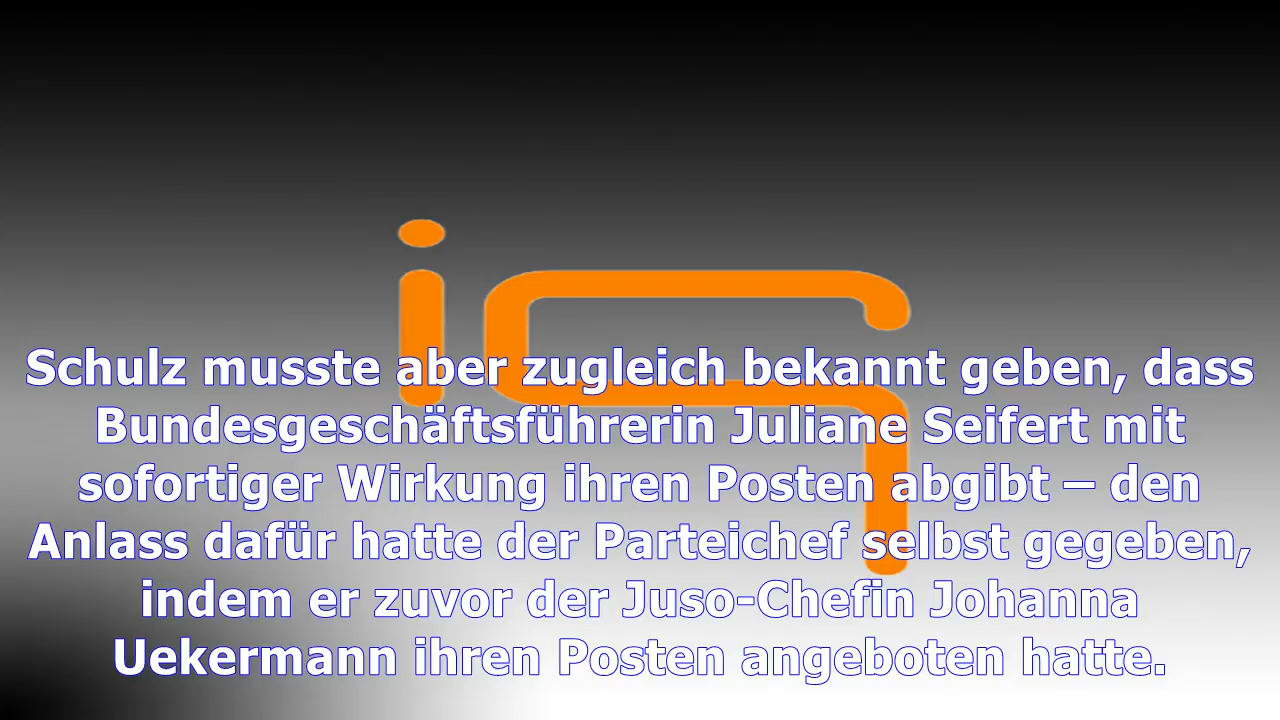 Schulz musste aber zugleich bekannt geben, dass
Bundesgeschäftsführerin Juliane Seifert mit
sofortiger Wirkung ihren Posten abgibt – den
Anlass dafür hatte der Parteichef selbst gegeben,
indem er zuvor der Juso-Chefin Johanna
Uekermann ihren Posten angeboten hatte.